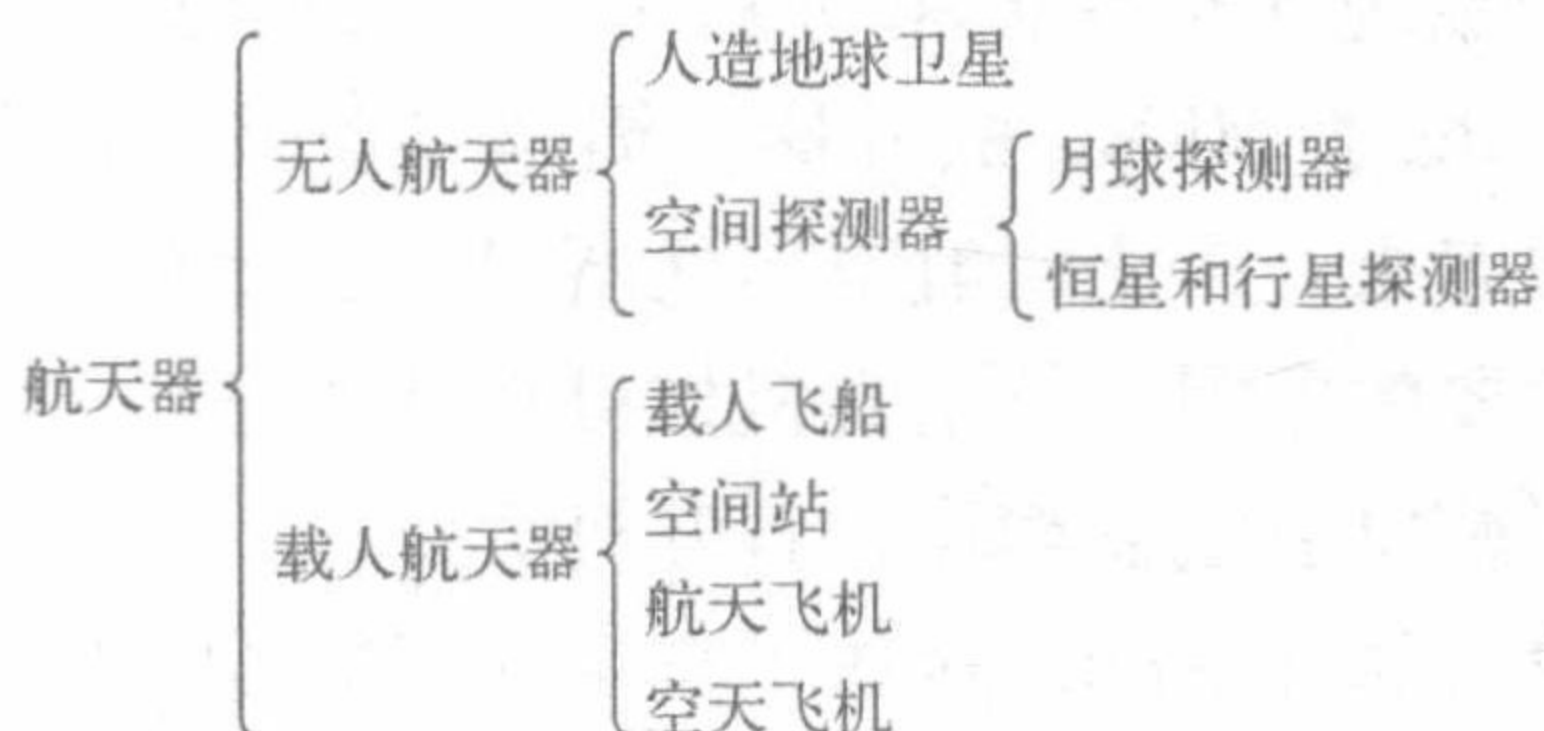 航天器
无人航天器
人造地球卫星
空间探测器
月球探测器
恒星和行星探测器
载人航天器
载人飞船
空间站
航天飞机
空天飞机